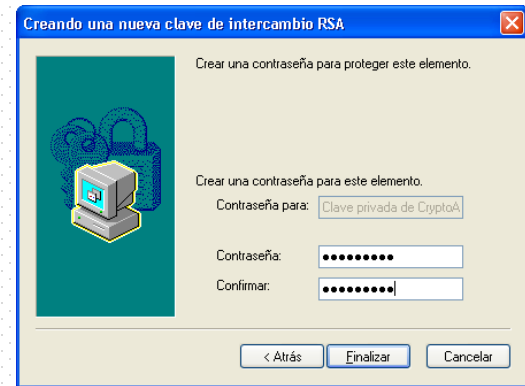 Creando una nueva clave de intercambio RSA
Crear una contraseña para proteger este elemento.
Crear una contraseña para este elemento.
Contraseña para: Clave privada de CryptoA
Contraseña: ●●●●●●●●●
Confirmar: ●●●●●●●●●
< Atrás Finalizar Cancelar